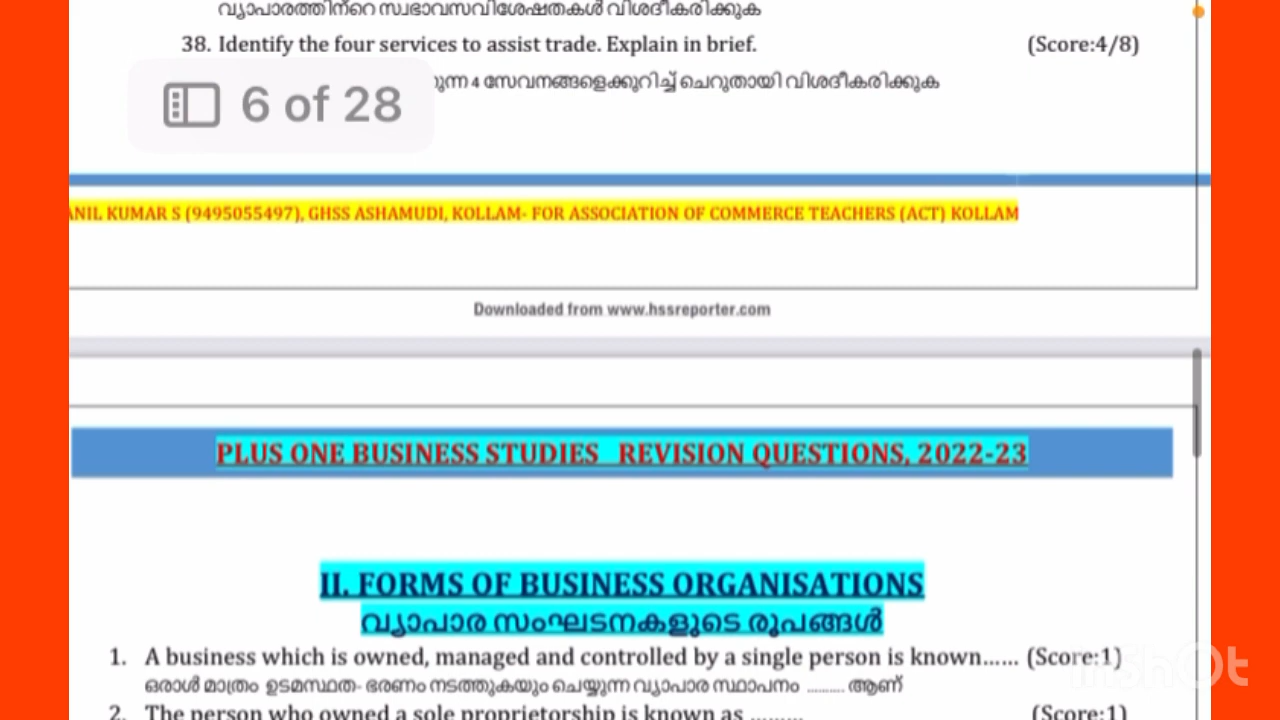 വ്യാപാരത്തിന്റെ സ്വഭാവസവിശേഷതകൾ വിശദീകരിക്കുക
38. Identify the four services to assist trade. Explain in brief. (Score:4/8)
4 സേവനങ്ങളെക്കുറിച്ച് ചെറുതായി വിശദീകരിക്കുക
6 of 28
ANIL KUMAR S (9495055497), GHSS ASHAMUDI, KOLLAM- FOR ASSOCIATION OF COMMERCE TEACHERS (ACT) KOLLAM
Downloaded from www.hssreporter.com
PLUS ONE BUSINESS STUDIES REVISION QUESTIONS, 2022-23
II. FORMS OF BUSINESS ORGANISATIONS
വ്യാപാര സംഘടനകളുടെ രൂപങ്ങൾ
1. A business which is owned, managed and controlled by a single person is known...... (Score:1)
ഒരാൾ മാത്രം ഉടമസ്ഥത- ഭരണം നടത്തുകയും ചെയ്യുന്ന വ്യാപാര സ്ഥാപനം ......... ആണ്
2. The person who owned a sole proprietorship is known as ......... (Score:1)
InShOt